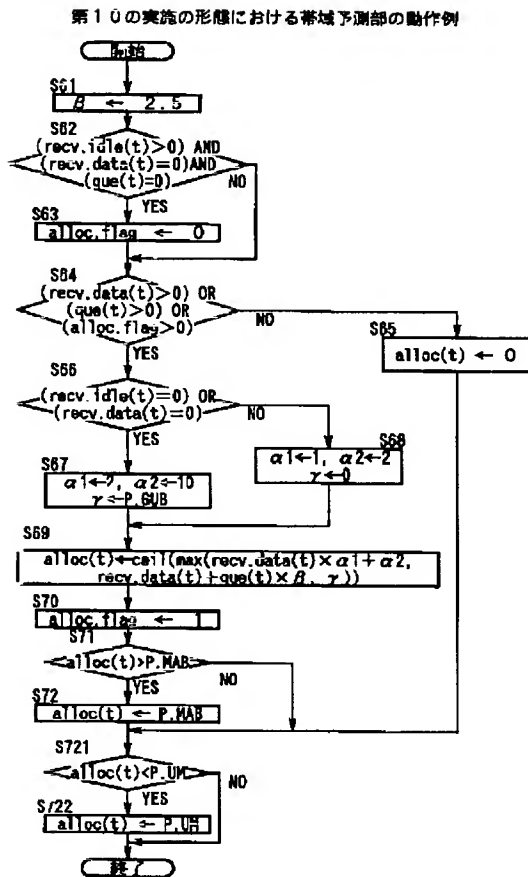 第１０の実施の形態における帯域予測部の動作例
開始
S61
β ← 2.5
S62
(recv.idle(t)>0) AND
(recv.data(t)=0)AND
(que(t)=0)
NO
YES
S63
alloc.flag ← 0
S64
(recv.data(t)>0) OR
(que(t)>0) OR
(alloc.flag>0)
NO
YES
S65
alloc(t) ← 0
S66
(recv.idle(t)=0) OR
(recv.data(t)=0)
NO
YES
S67
α1←2, α2←10
γ←P.GUB
S68
α1←1, α2←2
γ←0
S69
alloc(t)←ceil(max(recv.data(t)×α1+α2,
recv.data(t)+que(t)×β, γ))
S70
alloc.flag ← 1
S71
alloc(t)>P.MAB
NO
YES
S72
alloc(t) ← P.MAB
S721
alloc(t)<P.UM
NO
YES
S722
alloc(t) ← P.UM
終了